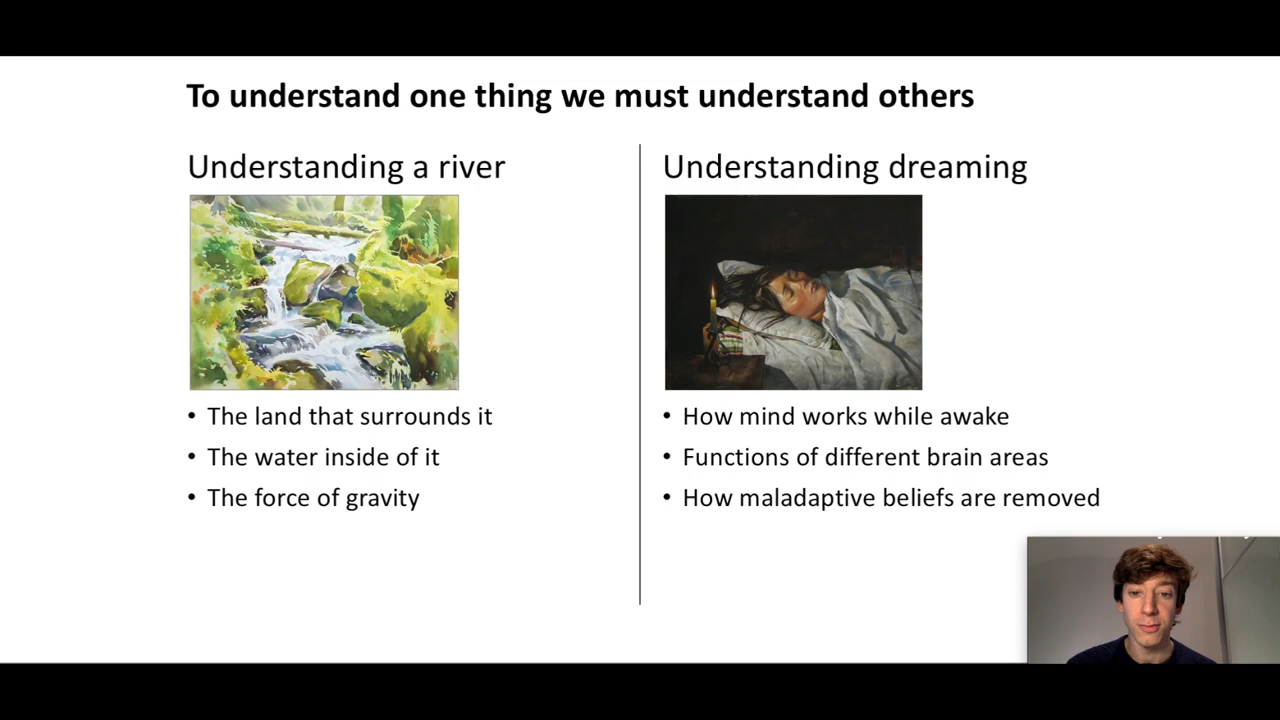 To understand one thing we must understand others
Understanding a river
• The land that surrounds it
• The water inside of it
• The force of gravity
Understanding dreaming
• How mind works while awake
• Functions of different brain areas
• How maladaptive beliefs are removed